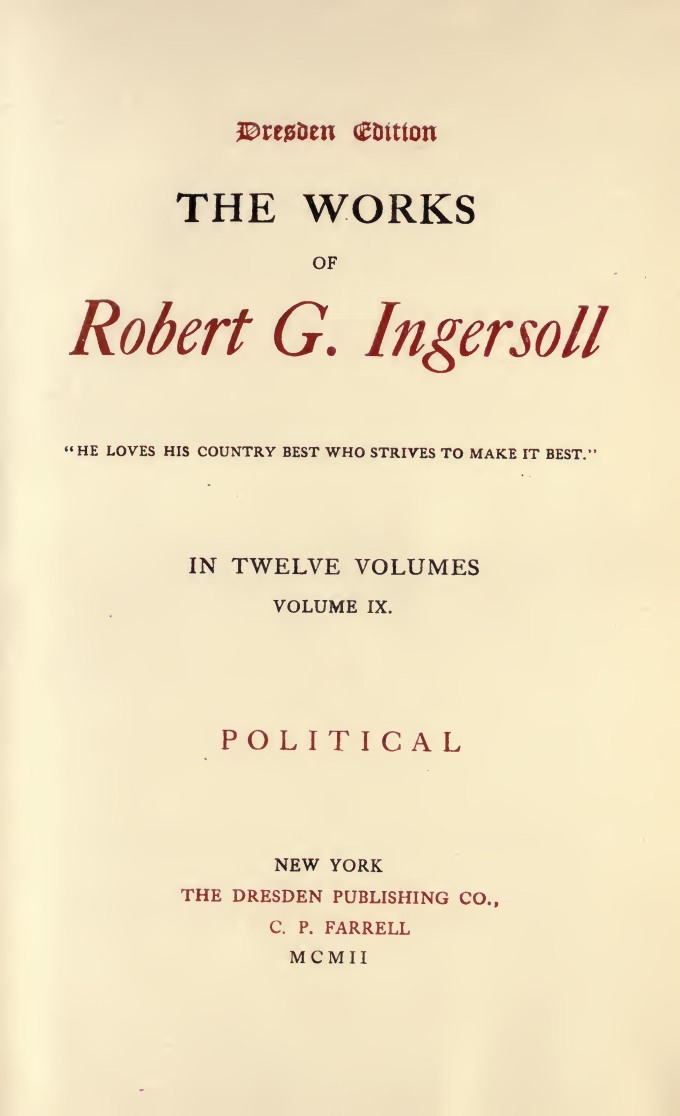 Dresden Edition
THE WORKS
OF
Robert G. Ingersoll
"HE LOVES HIS COUNTRY BEST WHO STRIVES TO MAKE IT BEST."
IN TWELVE VOLUMES
VOLUME IX.
POLITICAL
NEW YORK
THE DRESDEN PUBLISHING CO.,
C. P. FARRELL
MCMII